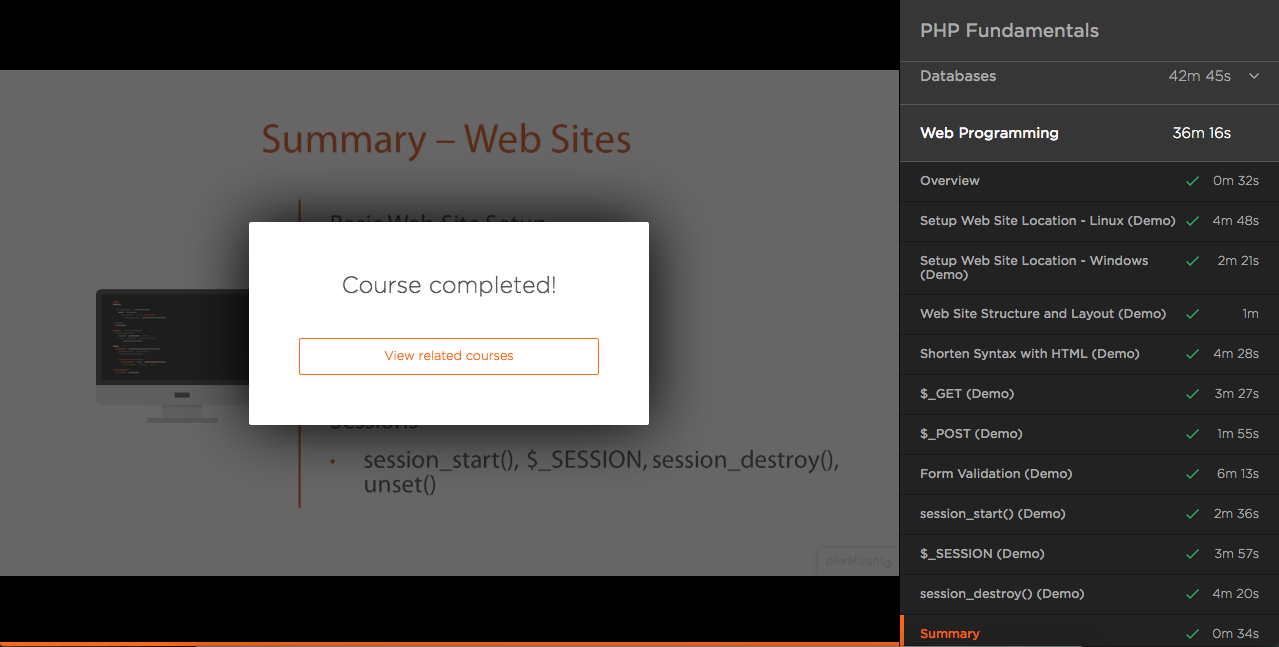 Summary – Web Sites
Basic Web Site Setup
Course completed!
View related courses
Sessions
• session_start(), $_SESSION, session_destroy(),
unset()
pluralsight
PHP Fundamentals
Databases 42m 45s
Web Programming 36m 16s
Overview 0m 32s
Setup Web Site Location - Linux (Demo) 4m 48s
Setup Web Site Location - Windows
(Demo) 2m 21s
Web Site Structure and Layout (Demo) 1m
Shorten Syntax with HTML (Demo) 4m 28s
$_GET (Demo) 3m 27s
$_POST (Demo) 1m 55s
Form Validation (Demo) 6m 13s
session_start() (Demo) 2m 36s
$_SESSION (Demo) 3m 57s
session_destroy() (Demo) 4m 20s
Summary 0m 34s